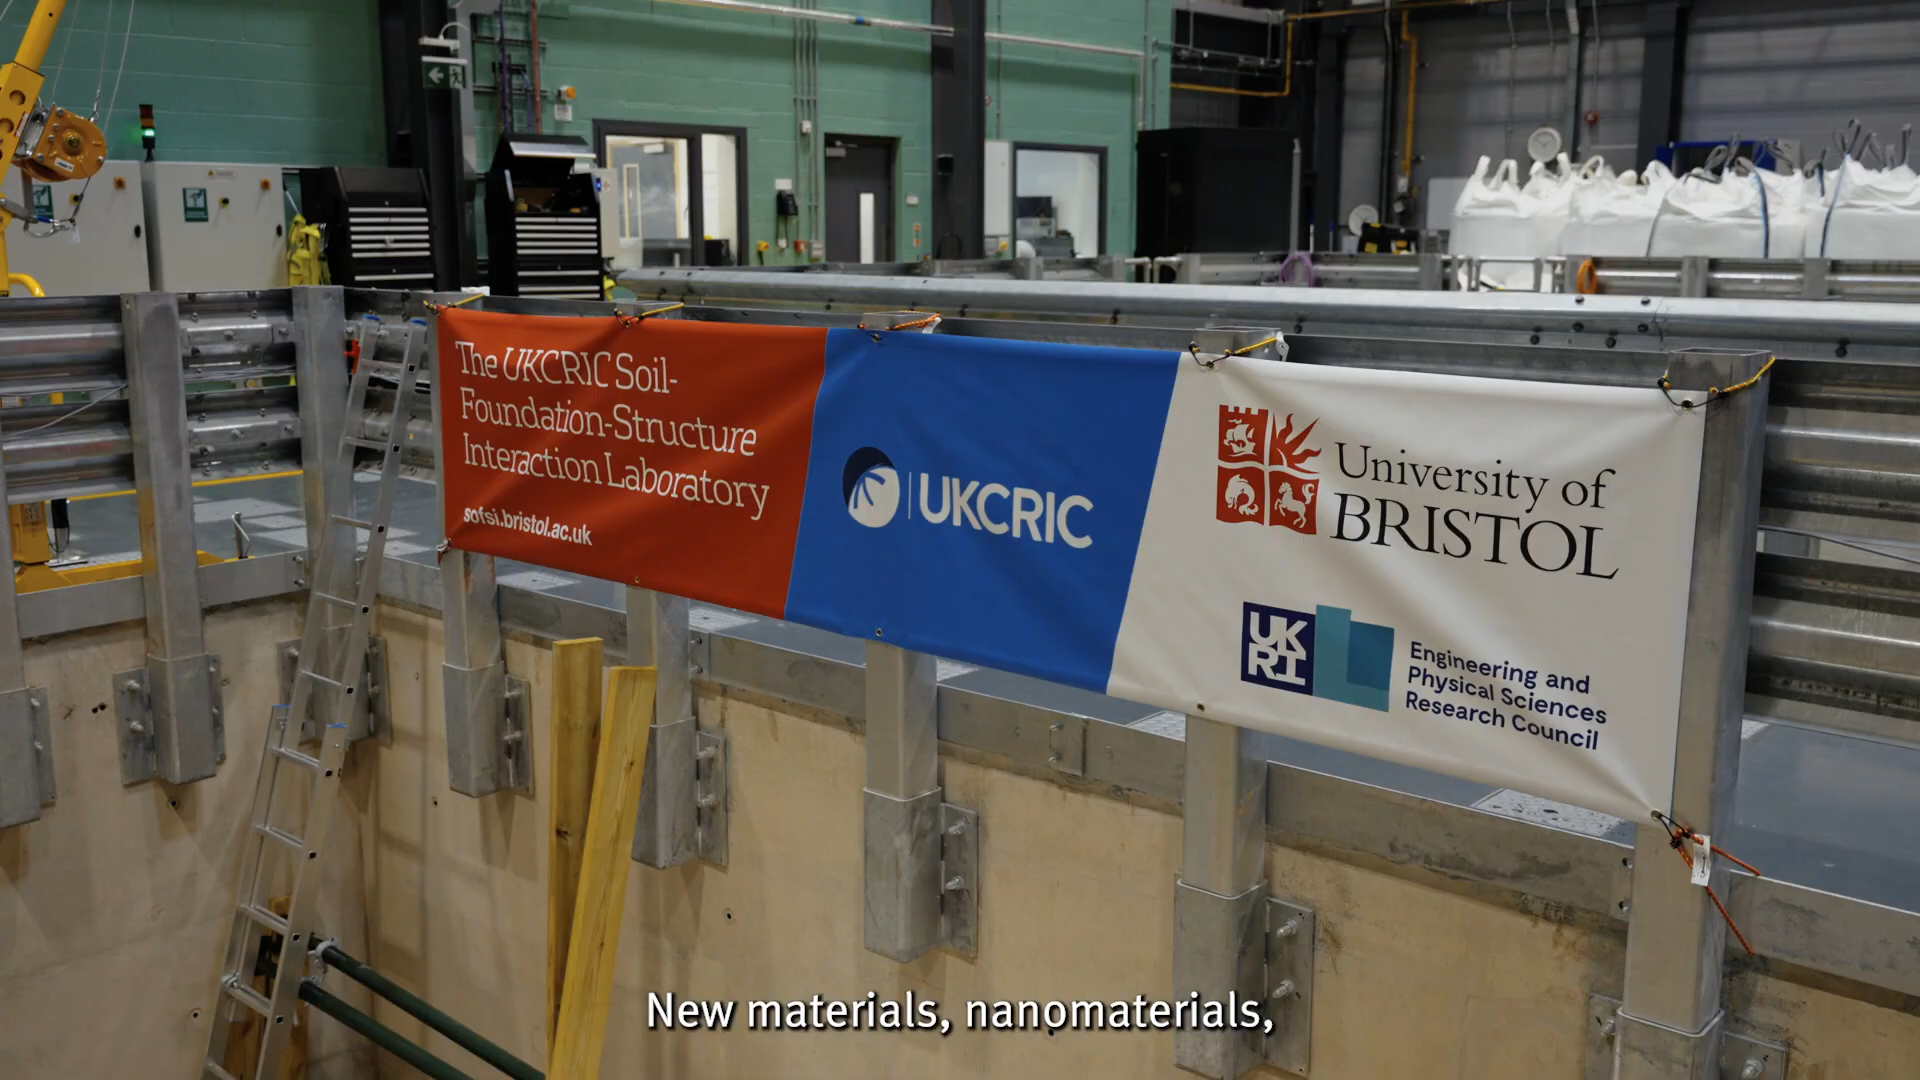 The UKCRIC Soil-
Foundation-Structure
Interaction Laboratory
sofsi.bristol.ac.uk
UKCRIC
University of
BRISTOL
UK
RI
Engineering and
Physical Sciences
Research Council
New materials, nanomaterials,